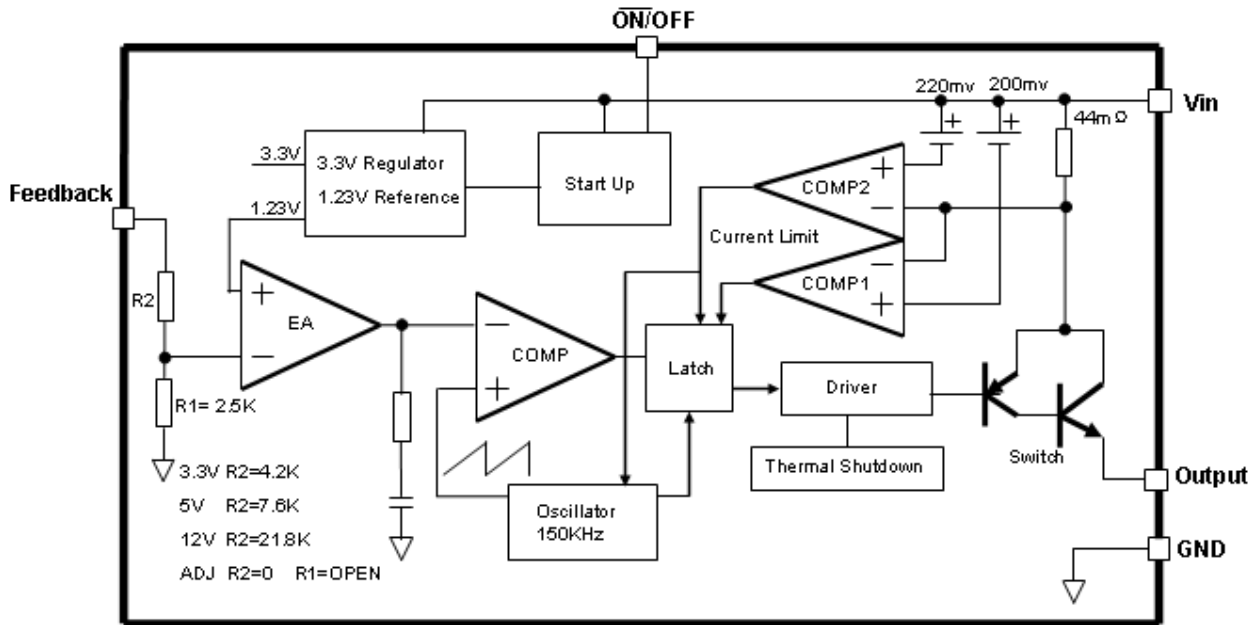 ON/OFF
220mv 200mv
Vin
44mΩ
3.3V
3.3V Regulator
1.23V Reference
Start Up
COMP2
Feedback
1.23V
Current Limit
COMP1
R2
EA
COMP
Latch
Driver
R1= 2.5K
Switch
Thermal Shutdown
3.3V R2=4.2K
5V R2=7.6K
12V R2=21.8K
ADJ R2=0 R1=OPEN
Oscillator
150KHz
Output
GND